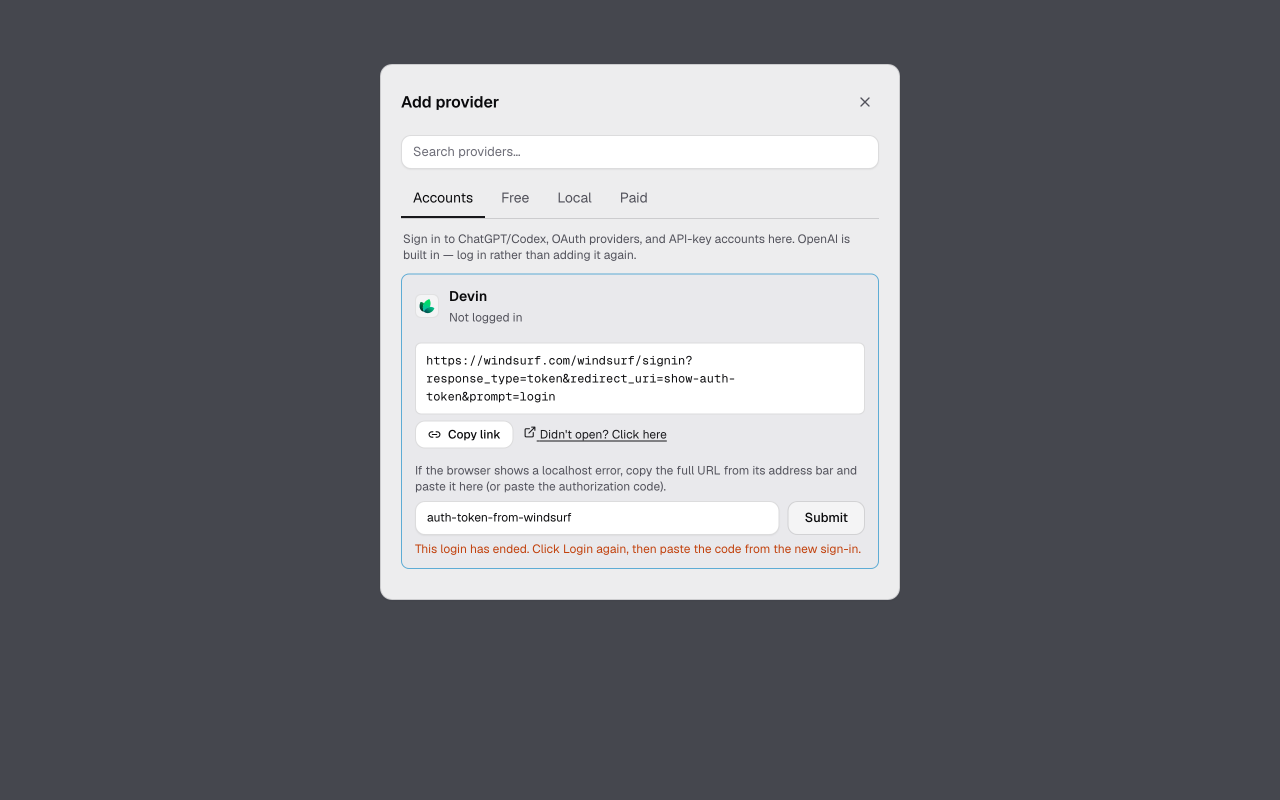 Add provider
Search providers…
Accounts
Free
Local
Paid
Sign in to ChatGPT/Codex, OAuth providers, and API-key accounts here. OpenAI is
built in — log in rather than adding it again.
Devin
Not logged in
https://windsurf.com/windsurf/signin?
response_type=token&redirect_uri=show-auth-
token&prompt=login
Copy link
Didn't open? Click here
If the browser shows a localhost error, copy the full URL from its address bar and
paste it here (or paste the authorization code).
auth-token-from-windsurf
Submit
This login has ended. Click Login again, then paste the code from the new sign-in.